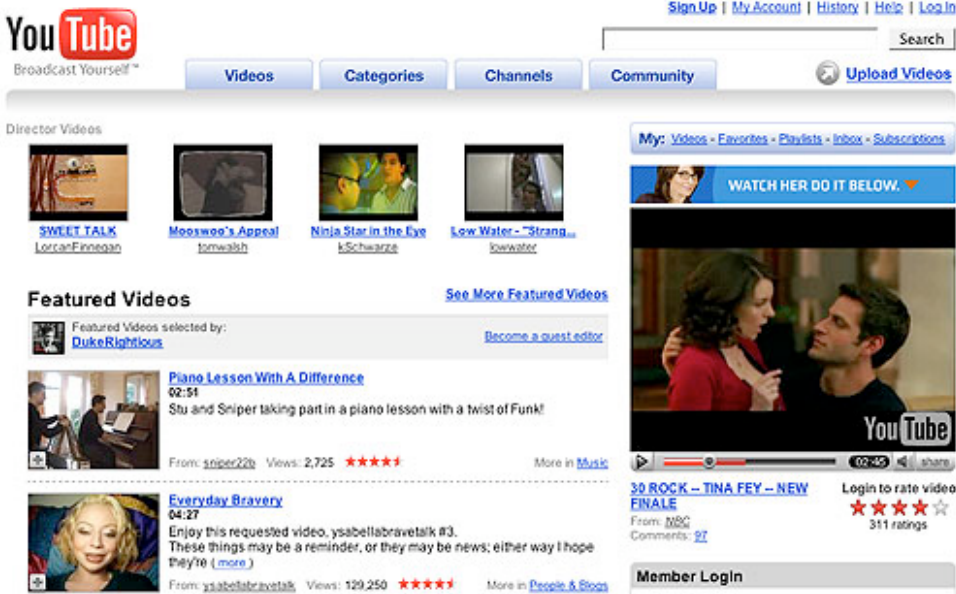 Sign Up | My Account | History | Help | Log In
You Tube
Broadcast Yourself™
Search
Videos
Categories
Channels
Community
Upload Videos
Director Videos
SWEET TALK
LorcanFinnegan
Mooswoo's Appeal
tomwalsh
Ninja Star in the Eye
kSchwarze
Low Water - "Strang...
lowwater
My: Videos - Favorites - Playlists - Inbox - Subscriptions
WATCH HER DO IT BELOW.
You Tube
02:45
share
30 ROCK -- TINA FEY -- NEW
FINALE
From: NBC
Comments: 97
Login to rate video
311 ratings
Member Login
Featured Videos
See More Featured Videos
Featured Videos selected by:
DukeRightious
Become a guest editor
Piano Lesson With A Difference
02:51
Stu and Sniper taking part in a piano lesson with a twist of Funk!
From: sniper22b Views: 2,725
More in Music
Everyday Bravery
04:27
Enjoy this requested video, ysabellabravetalk #3.
These things may be a reminder, or they may be news; either way I hope
they're ( more )
From: ysabellabravetalk Views: 129,250
More in People & Blogs